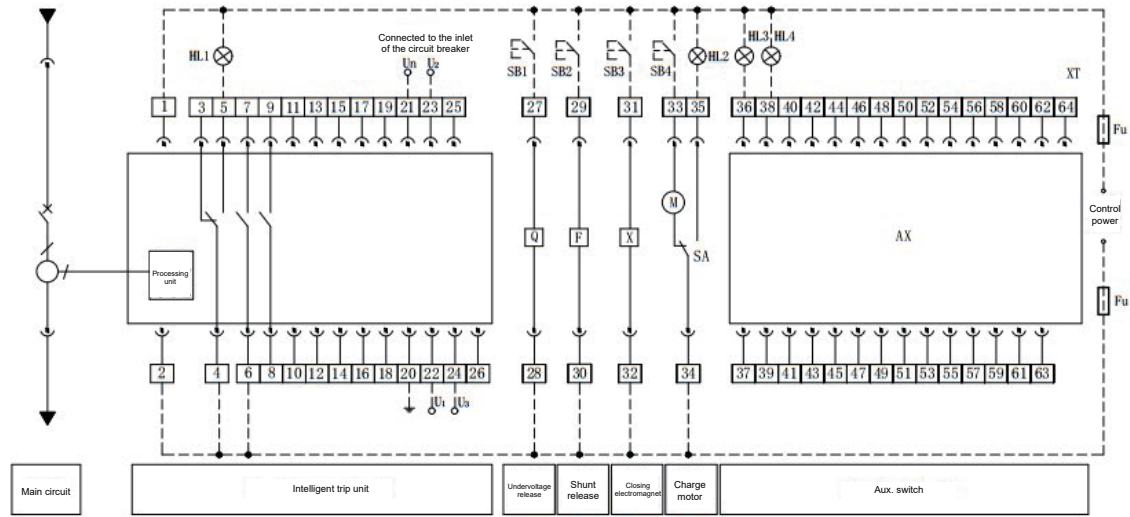 Connected to the inlet
of the circuit breaker
HL1
Un
U2
SB1
SB2
SB3
SB4
HL2
HL3
HL4
XT
1
3 5 7 9 11 13 15 17 19 21 23 25
27
29
31
33 35
36 38 40 42 44 46 48 50 52 54 56 58 60 62 64
Fu
M
Control
power
Q
F
X
SA
AX
Processing
unit
Fu
2
4
6 8 10 12 14 16 18 20 22 24 26
28
30
32
34
37 39 41 43 45 47 49 51 53 55 57 59 61 63
U1
U3
Main circuit
Intelligent trip unit
Undervoltage
release
Shunt
release
Closing
electromagnet
Charge
motor
Aux. switch